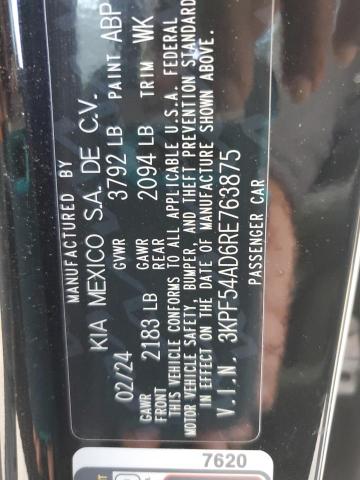 MANUFACTURED BY
KIA MEXICO S.A. DE C.V.
02/24 GVWR 3792 LB PAINT ABP
GAWR FRONT 2183 LB GAWR REAR 2094 LB TRIM WK
THIS VEHICLE CONFORMS TO ALL APPLICABLE U.S.A. FEDERAL
MOTOR VEHICLE SAFETY, BUMPER, AND THEFT PREVENTION STANDARDS
IN EFFECT ON THE DATE OF MANUFACTURE SHOWN ABOVE.
V.I.N. 3KPF54AD6RE763875
PASSENGER CAR
7620